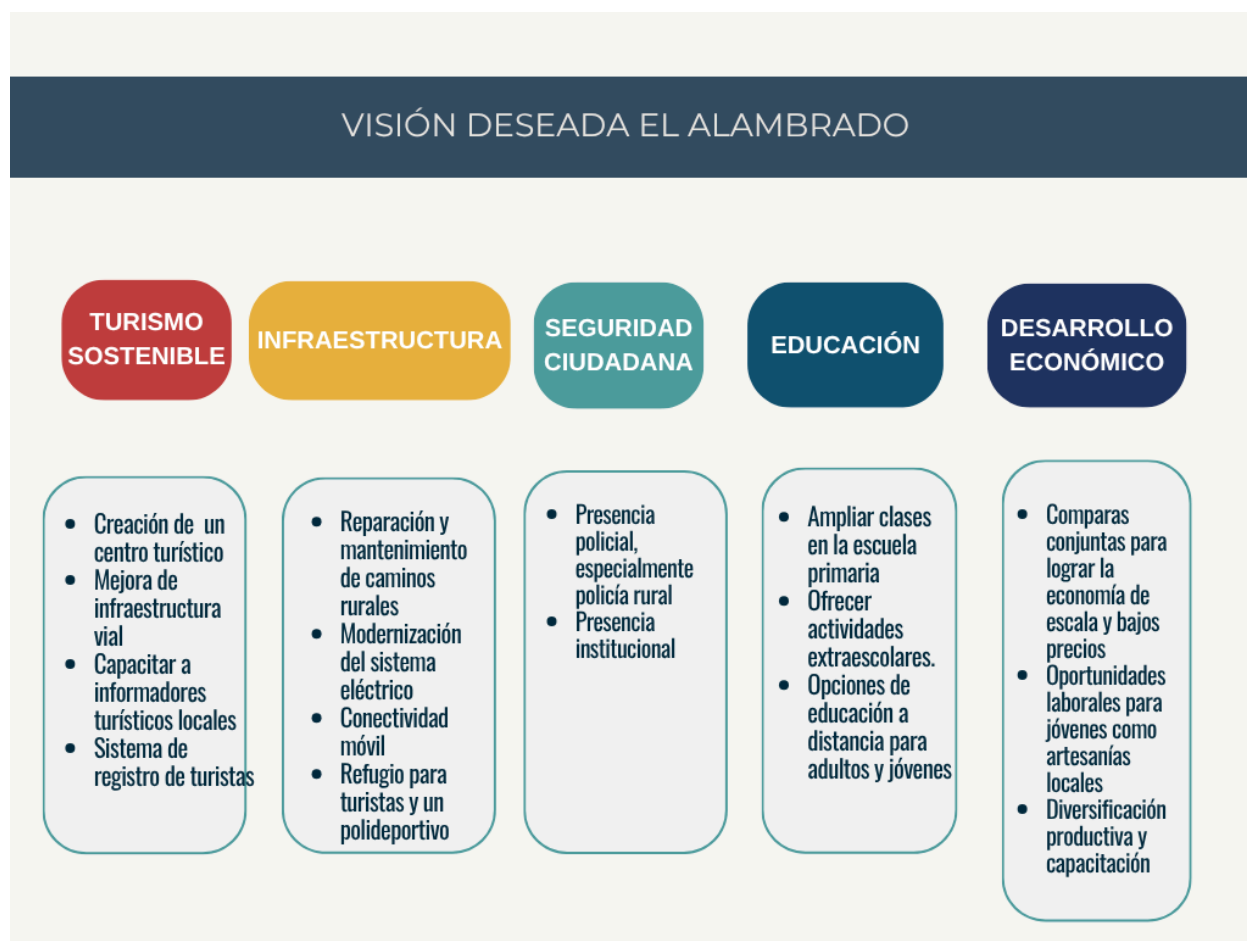 VISIÓN DESEADA EL ALAMBRADO
TURISMO
SOSTENIBLE
INFRAESTRUCTURA
SEGURIDAD
CIUDADANA
EDUCACIÓN
DESARROLLO
ECONÓMICO
• Creación de un
centro turístico
• Mejora de
infraestructura
vial
• Capacitar a
informadores
turísticos locales
• Sistema de
registro de turistas
• Reparación y
mantenimiento
de caminos
rurales
• Modernización
del sistema
eléctrico
• Conectividad
móvil
• Refugio para
turistas y un
polideportivo
• Presencia
policial,
especialmente
policía rural
• Presencia
institucional
• Ampliar clases
en la escuela
primaria
• Ofrecer
actividades
extraescolares.
• Opciones de
educación a
distancia para
adultos y jóvenes
• Comparas
conjuntas para
lograr la
economía de
escala y bajos
precios
• Oportunidades
laborales para
jóvenes como
artesanías
locales
• Diversificación
productiva y
capacitación